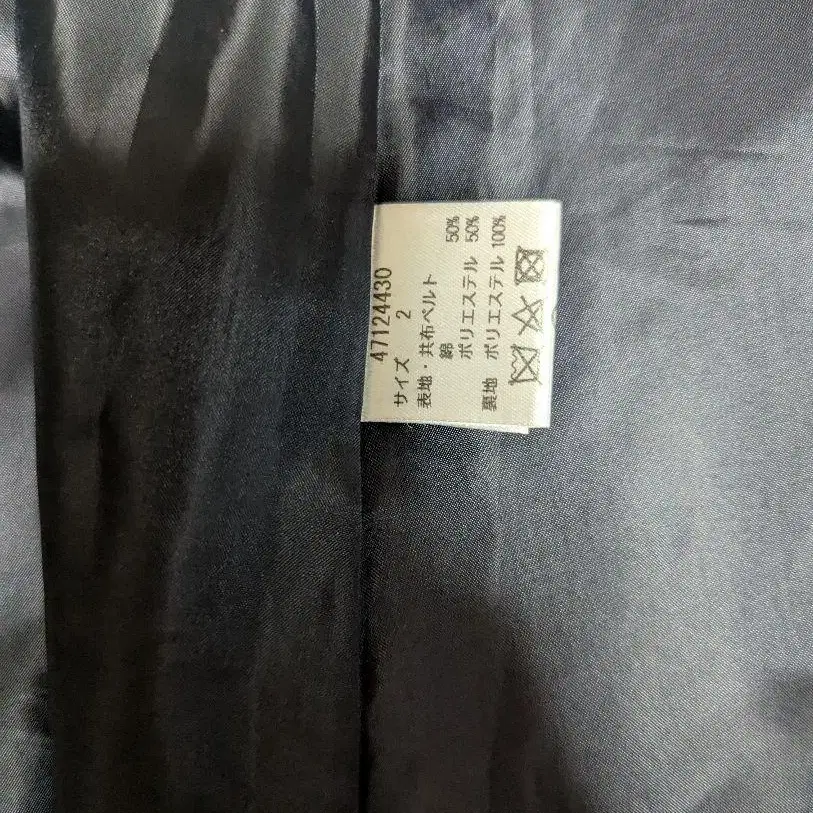 47124430
サイズ 2
表地・共布ベルト
綿 50%
ポリエステル 50%
裏地 ポリエステル 100%